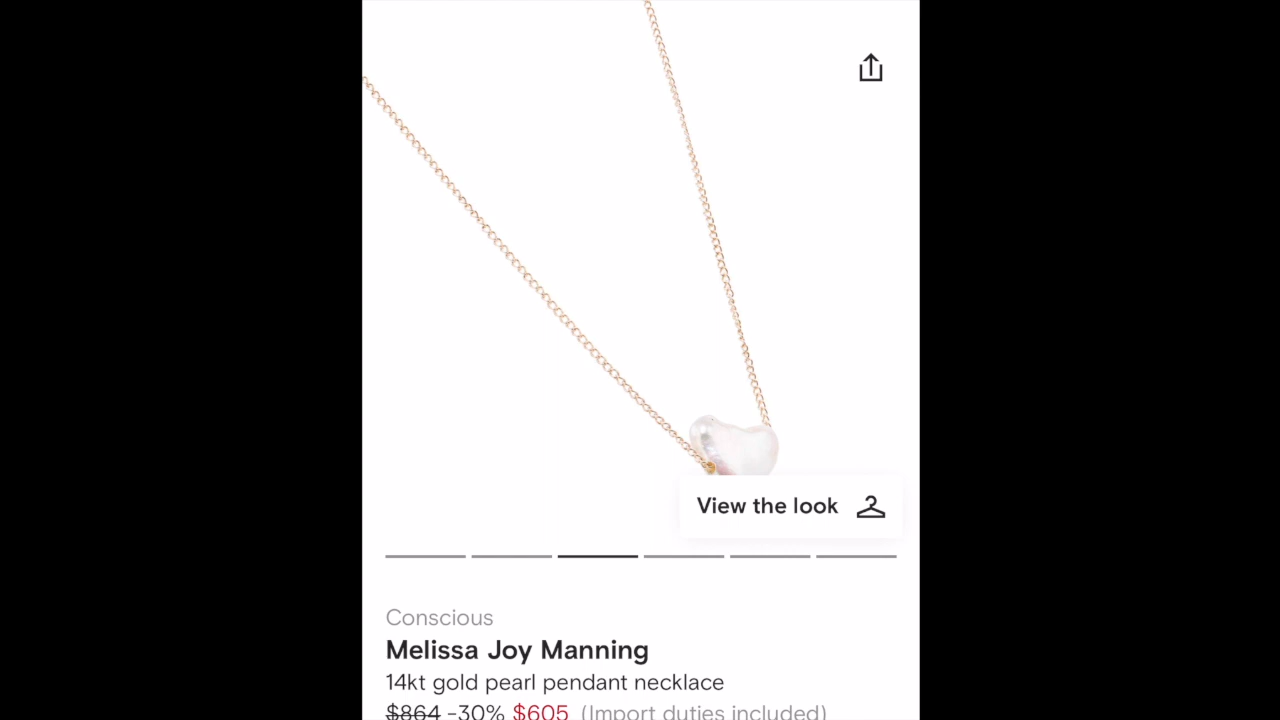 View the look
Conscious
Melissa Joy Manning
14kt gold pearl pendant necklace
$864 -30% $605 (Import duties included)